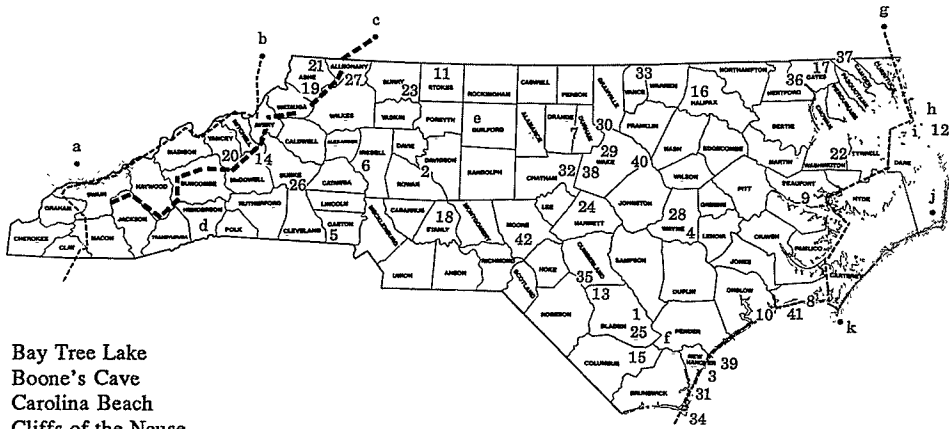 a
b
c
g
21
ALLEGHANY
ASHE
27
19
SURRY
23
11
STOKES
ROCKINGHAM
CASWELL
PERSON
GRANVILLE
33
VANCE
WARREN
NORTHAMPTON
16
HALIFAX
36
17
GATES
37
HERTFORD
h
i
12
WATAUGA
WILKES
YADKIN
FORSYTH
e
GUILFORD
ALAMANCE
ORANGE
7
DURHAM
30
FRANKLIN
BERTIE
AVERY
14
CALDWELL
ALEXANDER
IREDELL
DAVIE
DAVIDSON
RANDOLPH
CHATHAM
32
29
WAKE
38
40
NASH
EDGECOMBE
MARTIN
WASHINGTON
22
TYRRELL
DARE
MADISON
YANCEY
20
MCDOWELL
BURKE
26
CATAWBA
6
ROWAN
2
WILSON
PITT
BEAUFORT
9
HYDE
j
SWAIN
HAYWOOD
BUNCOMBE
RUTHERFORD
LINCOLN
CABARRUS
18
STANLY
MONTGOMERY
MOORE
42
LEE
24
HARNETT
JOHNSTON
28
WAYNE
4
GREENE
LENOIR
CRAVEN
PAMLICO
GRAHAM
CHEROKEE
CLAY
MACON
JACKSON
TRANSYLVANIA
HENDERSON
d
POLK
CLEVELAND
GASTON
5
MECKLENBURG
UNION
ANSON
RICHMOND
SCOTLAND
HOKE
CUMBERLAND
35
SAMPSON
DUPLIN
JONES
ONSLOW
CARTERET
10
41
8
k
ROBESON
13
BLADEN
1
25
f
PENDER
COLUMBUS
15
NEW HANOVER
39
3
BRUNSWICK
31
34
Bay Tree Lake
Boone's Cave
Carolina Beach
Cliffs of the Neuse